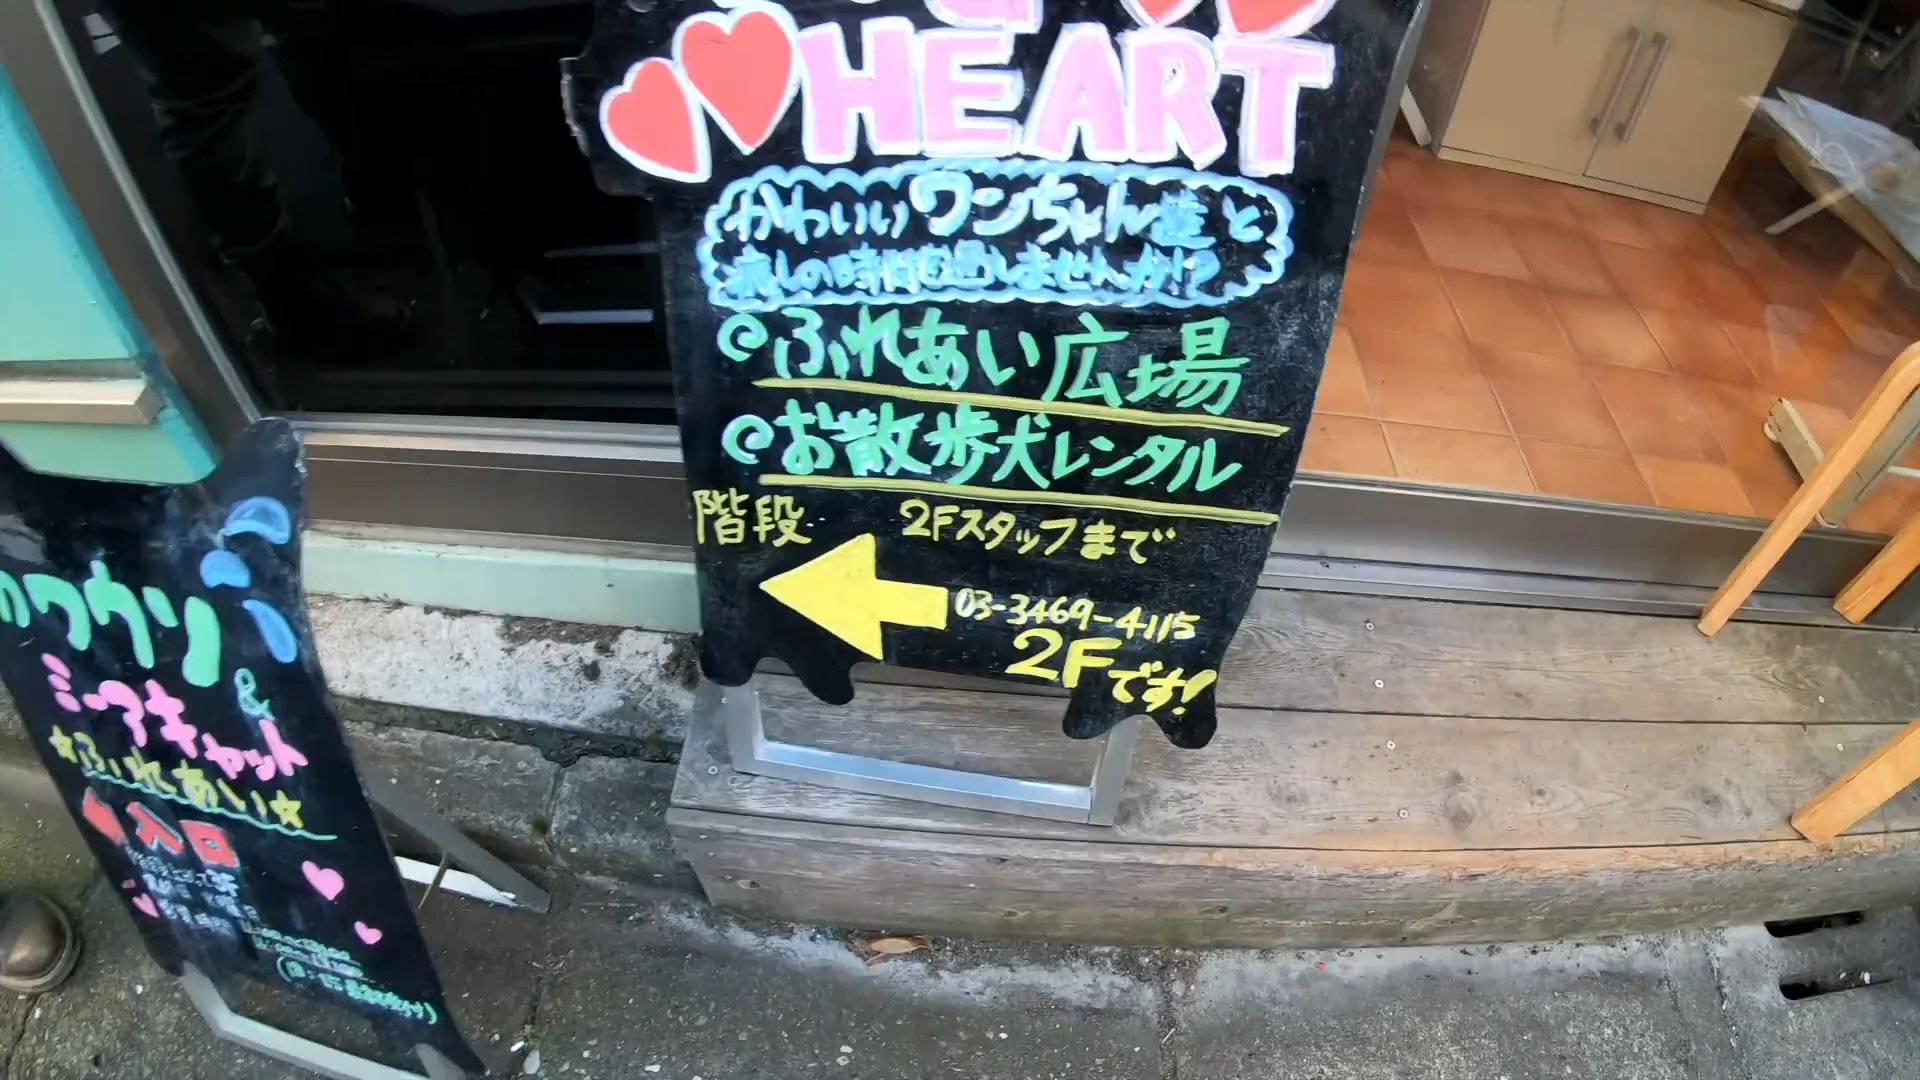 HEART
かわいいワンちゃん達と
癒しの時間を過しませんか!?
ふれあい広場
お散歩犬レンタル
階段
2Fスタッフまで
03-3469-4115
2Fです!
カワウソ
&
ミーアキャット
☆ふれあい☆
入口